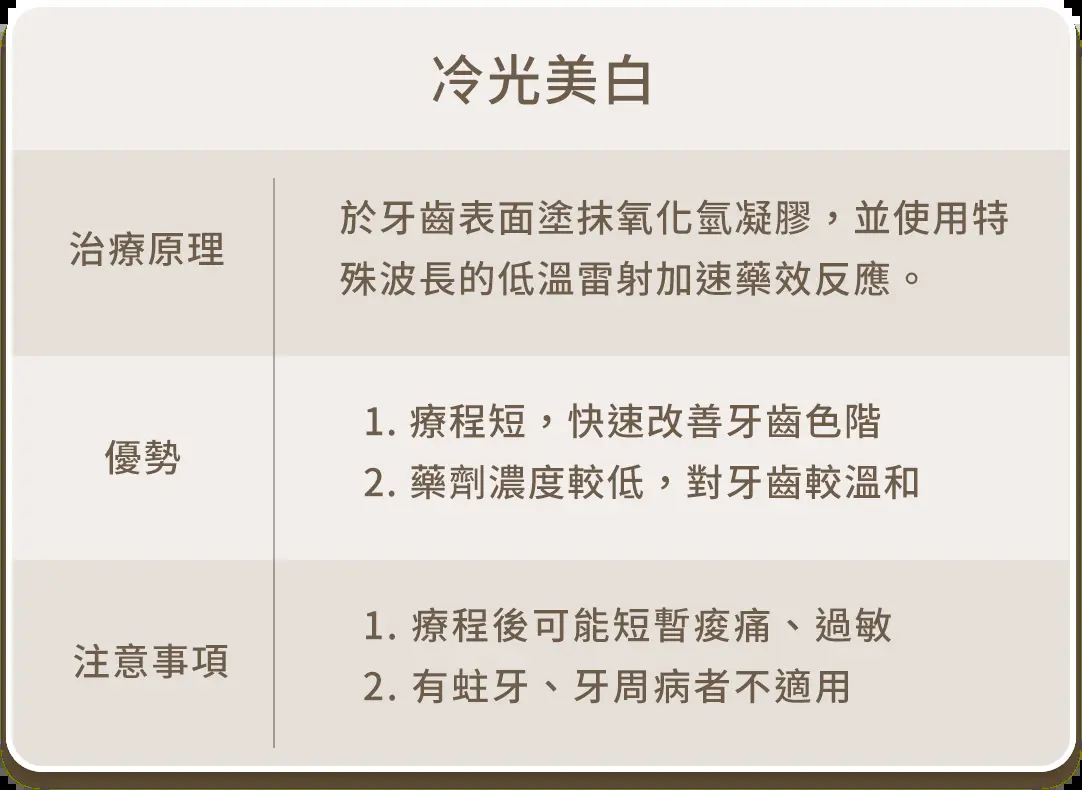 冷光美白
治療原理
於牙齒表面塗抹氧化氫凝膠，並使用特
殊波長的低溫雷射加速藥效反應。
優勢
1. 療程短，快速改善牙齒色階
2. 藥劑濃度較低，對牙齒較溫和
注意事項
1. 療程後可能短暫痠痛、過敏
2. 有蛀牙、牙周病者不適用